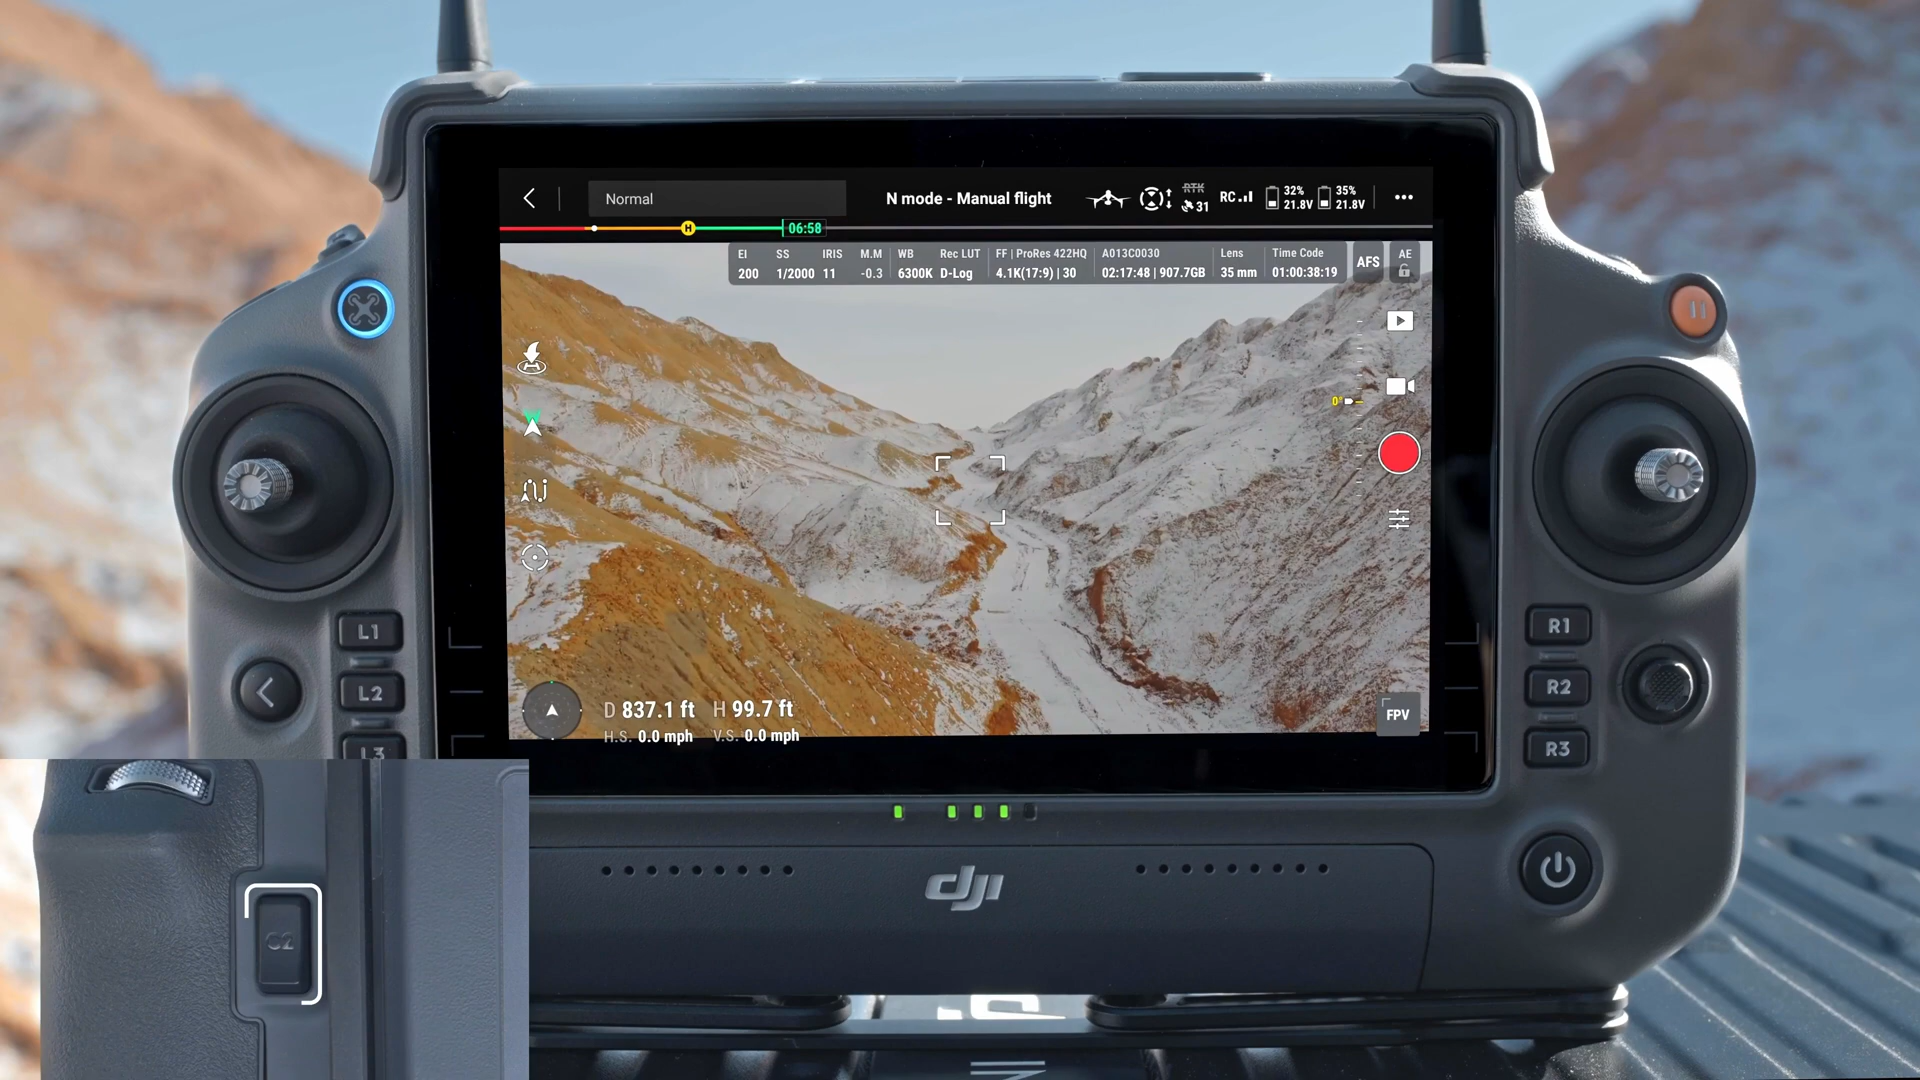 Normal
N mode - Manual flight
RTK
31
RC
32%
21.8V
35%
21.8V
H
06:58
EI
200
SS
1/2000
IRIS
11
M.M
-0.3
WB
6300K
Rec LUT
D-Log
FF | ProRes 422HQ
4.1K(17:9) | 30
A013C0030
02:17:48 | 907.7GB
Lens
35 mm
Time Code
01:00:38:19
AFS
AE
0°
W
D 837.1 ft H 99.7 ft
H.S. 0.0 mph V.S. 0.0 mph
FPV
L1
L2
L3
R1
R2
R3
dji
C2